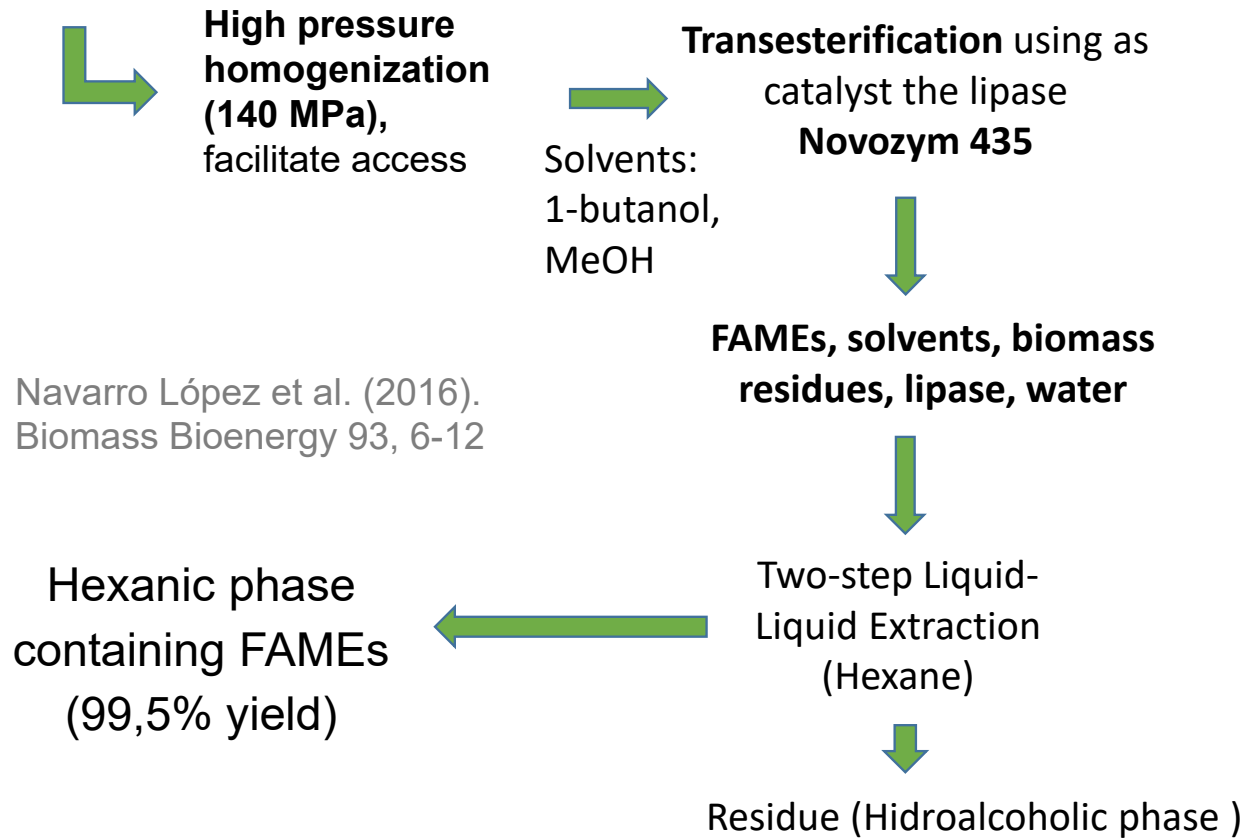 High pressure
homogenization
(140 MPa),
facilitate access
Solvents:
1-butanol,
MeOH
Transesterification using as
catalyst the lipase
Novozym 435
FAMEs, solvents, biomass
residues, lipase, water
Navarro López et al. (2016).
Biomass Bioenergy 93, 6-12
Two-step Liquid-
Liquid Extraction
(Hexane)
Hexanic phase
containing FAMEs
(99,5% yield)
Residue (Hidroalcoholic phase )